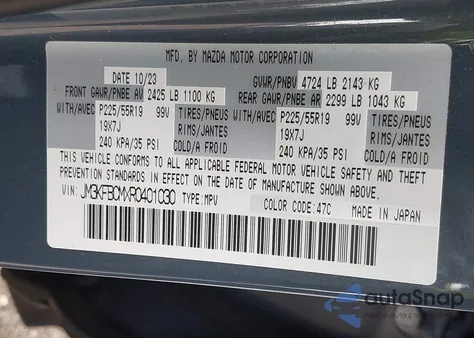 MFD. BY MAZDA MOTOR CORPORATION
DATE 10/23 GVWR/PNBV 4724 LB 2143 KG
FRONT GAWR/PNBE AV 2425 LB 1100 KG REAR GAWR/PNBE AR 2299 LB 1043 KG
WITH/AVEC P225/55R19 99V TIRES/PNEUS WITH/AVEC P225/55R19 99V TIRES/PNEUS
19X7J RIMS/JANTES 19X7J RIMS/JANTES
240 KPA/35 PSI COLD/A FROID 240 KPA/35 PSI COLD/A FROID
THIS VEHICLE CONFORMS TO ALL APPLICABLE FEDERAL MOTOR VEHICLE SAFETY AND THEFT
PREVENTION STANDARDS IN EFFECT ON THE DATE OF MANUFACTURE SHOWN ABOVE.
VIN: JM3KFBCMXR0401030 TYPE: MPV COLOR CODE: 47C MADE IN JAPAN
autoSnap